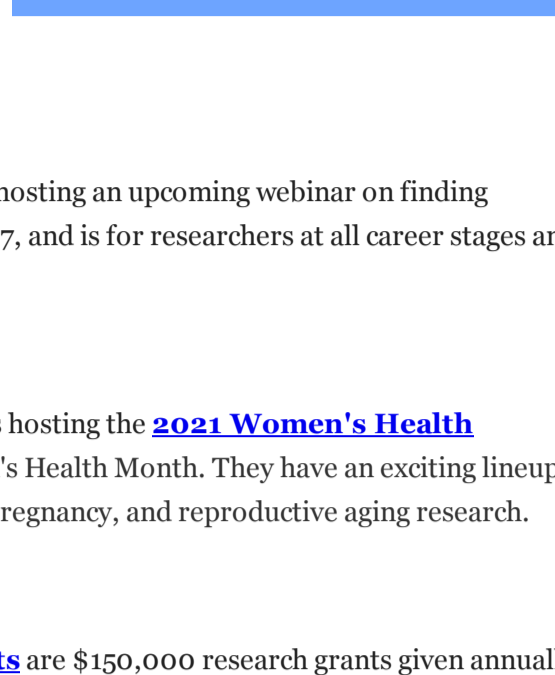 hosting an upcoming webinar on finding
7, and is for researchers at all career stages
hosting the 2021 Women's Health
's Health Month. They have an exciting lineup
regnancy, and reproductive aging research.
ts are $150,000 research grants given annuall